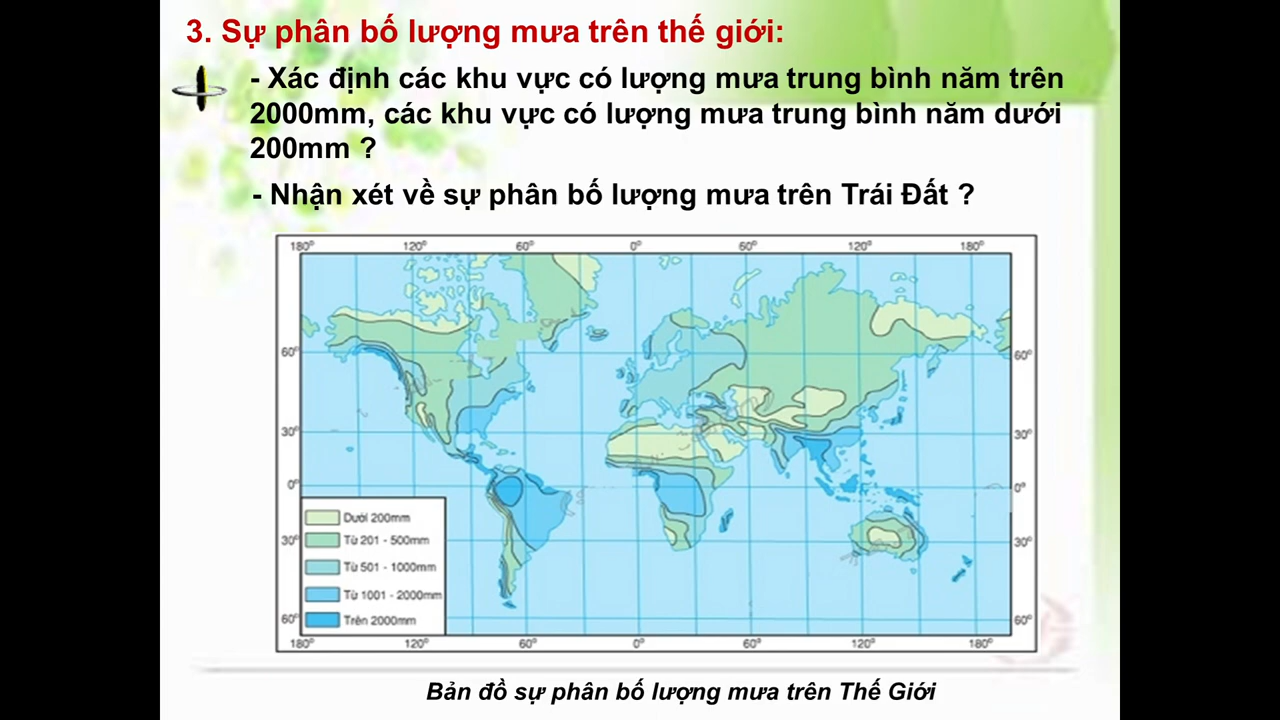 3. Sự phân bố lượng mưa trên thế giới:
- Xác định các khu vực có lượng mưa trung bình năm trên
2000mm, các khu vực có lượng mưa trung bình năm dưới
200mm ?
- Nhận xét về sự phân bố lượng mưa trên Trái Đất ?
180° 120° 60° 0° 60° 120° 180°
60° 60°
30° 30°
0° 0°
30° 30°
60° 60°
Dưới 200mm
Từ 201 - 500mm
Từ 501 - 1000mm
Từ 1001 - 2000mm
Trên 2000mm
180° 120° 60° 0° 60° 120° 180°
Bản đồ sự phân bố lượng mưa trên Thế Giới